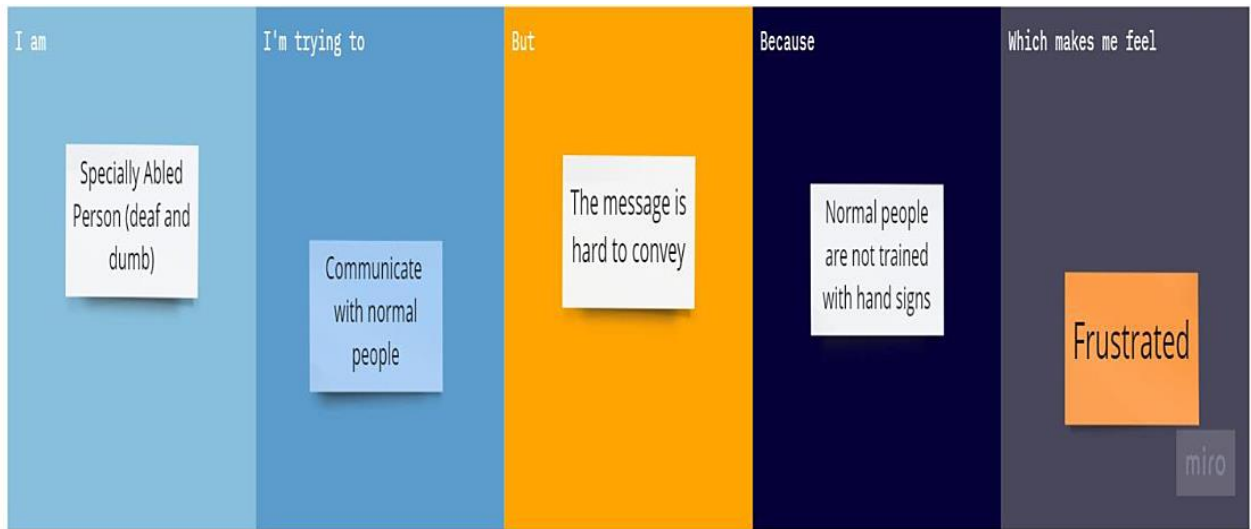 I am
Specially Abled
Person (deaf and
dumb)
I'm trying to
Communicate
with normal
people
But
The message is
hard to convey
Because
Normal people
are not trained
with hand signs
Which makes me feel
Frustrated
miro